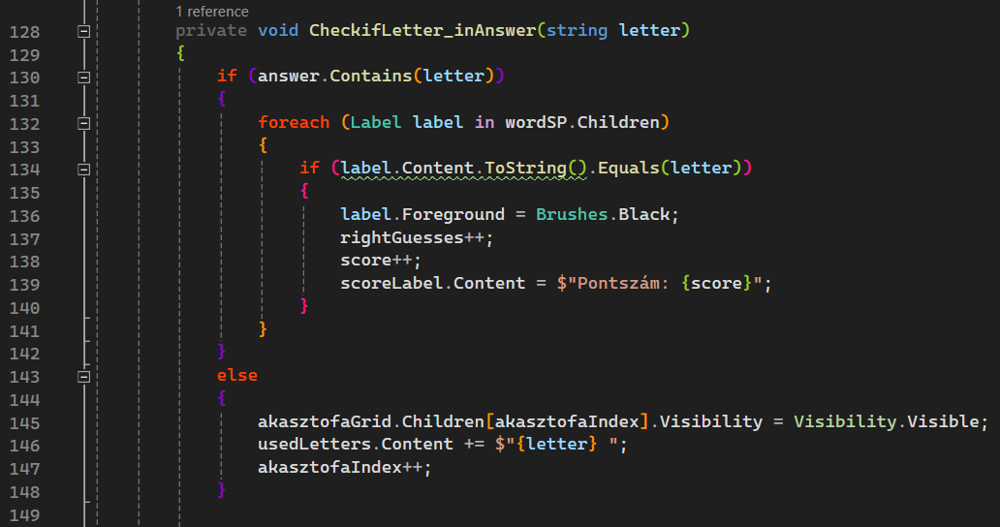 1 reference
128 private void CheckifLetter_inAnswer(string letter)
129 {
130 if (answer.Contains(letter))
131 {
132 foreach (Label label in wordSP.Children)
133 {
134 if (label.Content.ToString().Equals(letter))
135 {
136 label.Foreground = Brushes.Black;
137 rightGuesses++;
138 score++;
139 scoreLabel.Content = $"Pontszám: {score}";
140 }
141 }
142 }
143 else
144 {
145 akasztofaGrid.Children[akasztofaIndex].Visibility = Visibility.Visible;
146 usedLetters.Content += $"{letter} ";
147 akasztofaIndex++;
148 }
149